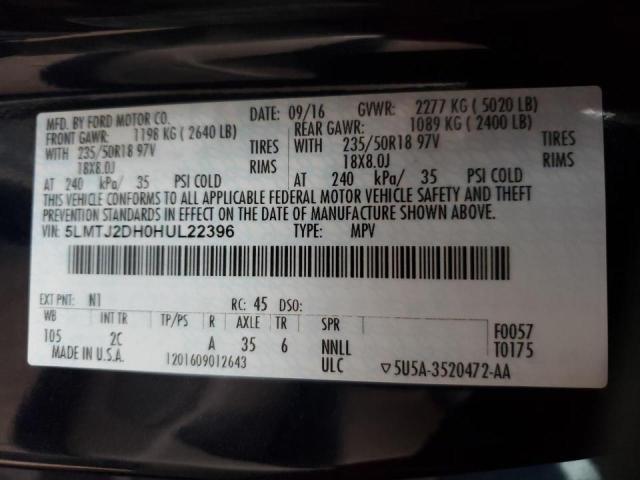 MFD. BY FORD MOTOR CO. DATE: 09/16 GVWR: 2277 KG ( 5020 LB)
FRONT GAWR: 1198 KG ( 2640 LB) REAR GAWR: 1089 KG ( 2400 LB)
WITH 235/50R18 97V TIRES WITH 235/50R18 97V TIRES
18X8.0J RIMS 18X8.0J RIMS
AT 240 kPa/ 35 PSI COLD AT 240 kPa/ 35 PSI COLD
THIS VEHICLE CONFORMS TO ALL APPLICABLE FEDERAL MOTOR VEHICLE SAFETY AND THEFT
PREVENTION STANDARDS IN EFFECT ON THE DATE OF MANUFACTURE SHOWN ABOVE.
VIN: 5LMTJ2DH0HUL22396 TYPE: MPV
EXT PNT: N1 RC: 45 DSO:
WB INT TR TP/PS R AXLE TR SPR F0057
105 2C A 35 6 NNLL T0175
MADE IN U.S.A. 1201609012643 ULC ▽5U5A-3520472-AA